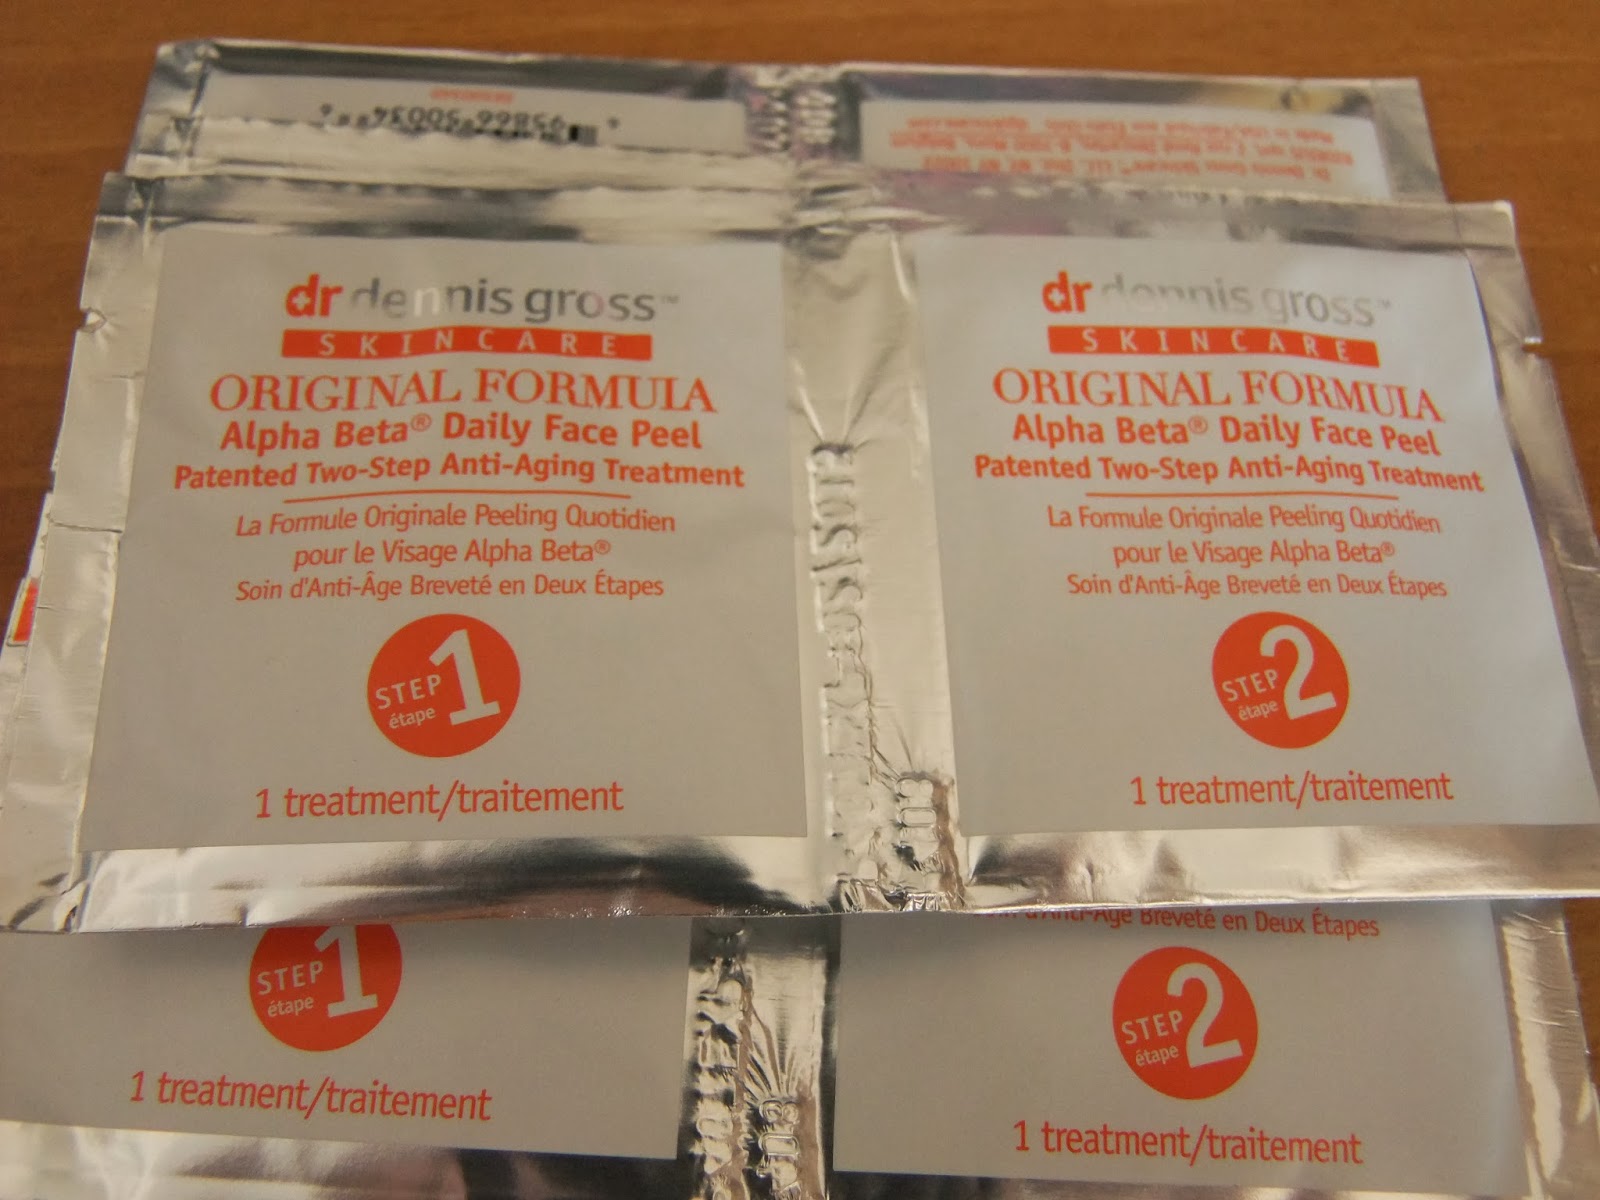 dr dennis gross™
SKINCARE
ORIGINAL FORMULA
Alpha Beta® Daily Face Peel
Patented Two-Step Anti-Aging Treatment
La Formule Originale Peeling Quotidien
pour le Visage Alpha Beta®
Soin d'Anti-Âge Breveté en Deux Étapes
STEP 1
étape
1 treatment/traitement
dr dennis gross™
SKINCARE
ORIGINAL FORMULA
Alpha Beta® Daily Face Peel
Patented Two-Step Anti-Aging Treatment
La Formule Originale Peeling Quotidien
pour le Visage Alpha Beta®
Soin d'Anti-Âge Breveté en Deux Étapes
STEP 2
étape
1 treatment/traitement
STEP 1
étape
1 treatment/traitement
d'Anti-Âge Breveté en Deux Étapes
STEP 2
étape
1 treatment/traitement